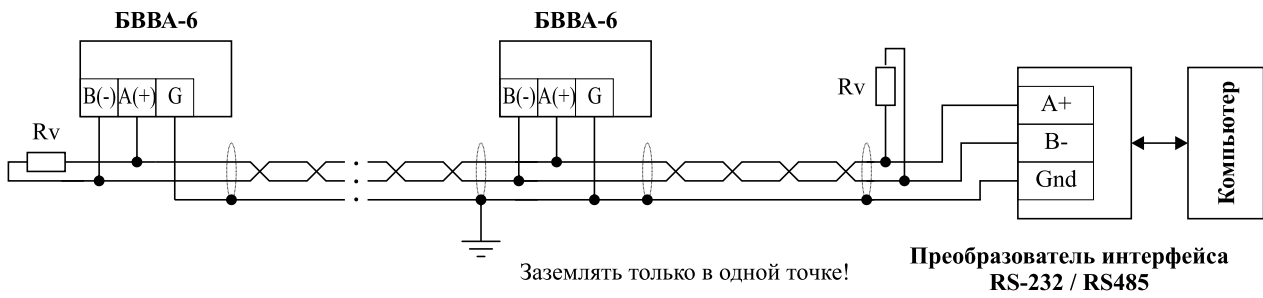 БВВА-6
БВВА-6
B(-) A(+) G
B(-) A(+) G
Rv
Rv
A+
B-
Gnd
Компьютер
Заземлять только в одной точке!
Преобразователь интерфейса
RS-232 / RS485